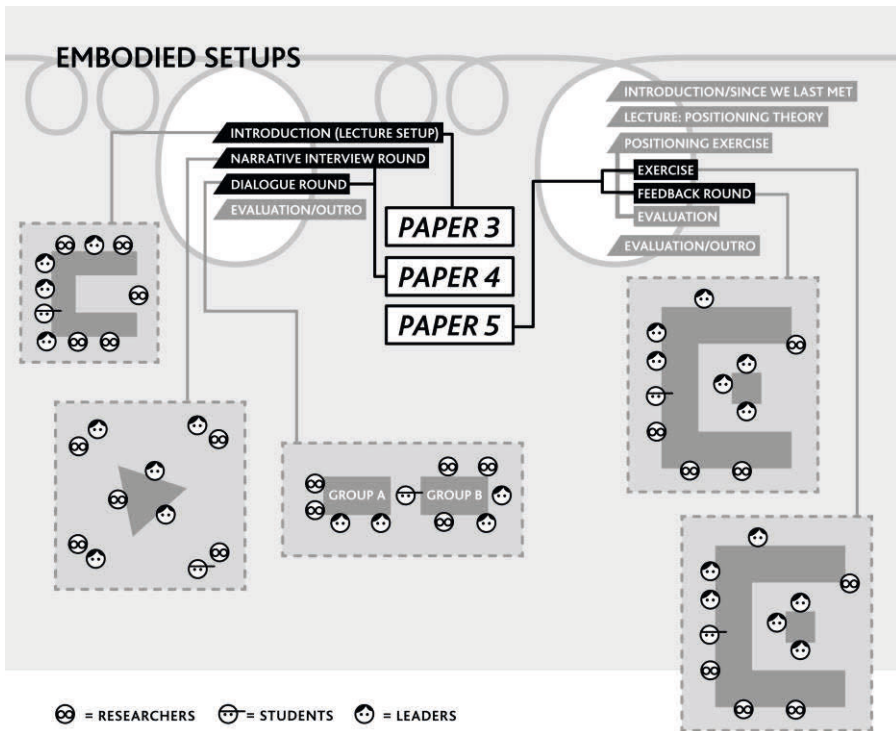 EMBODIED SETUPS
INTRODUCTION (LECTURE SETUP)
NARRATIVE INTERVIEW ROUND
DIALOGUE ROUND
EVALUATION/OUTRO
PAPER 3
PAPER 4
PAPER 5
INTRODUCTION/SINCE WE LAST MET
LECTURE: POSITIONING THEORY
POSITIONING EXERCISE
EXERCISE
FEEDBACK ROUND
EVALUATION
EVALUATION/OUTRO
GROUP A
GROUP B
= RESEARCHERS = STUDENTS = LEADERS